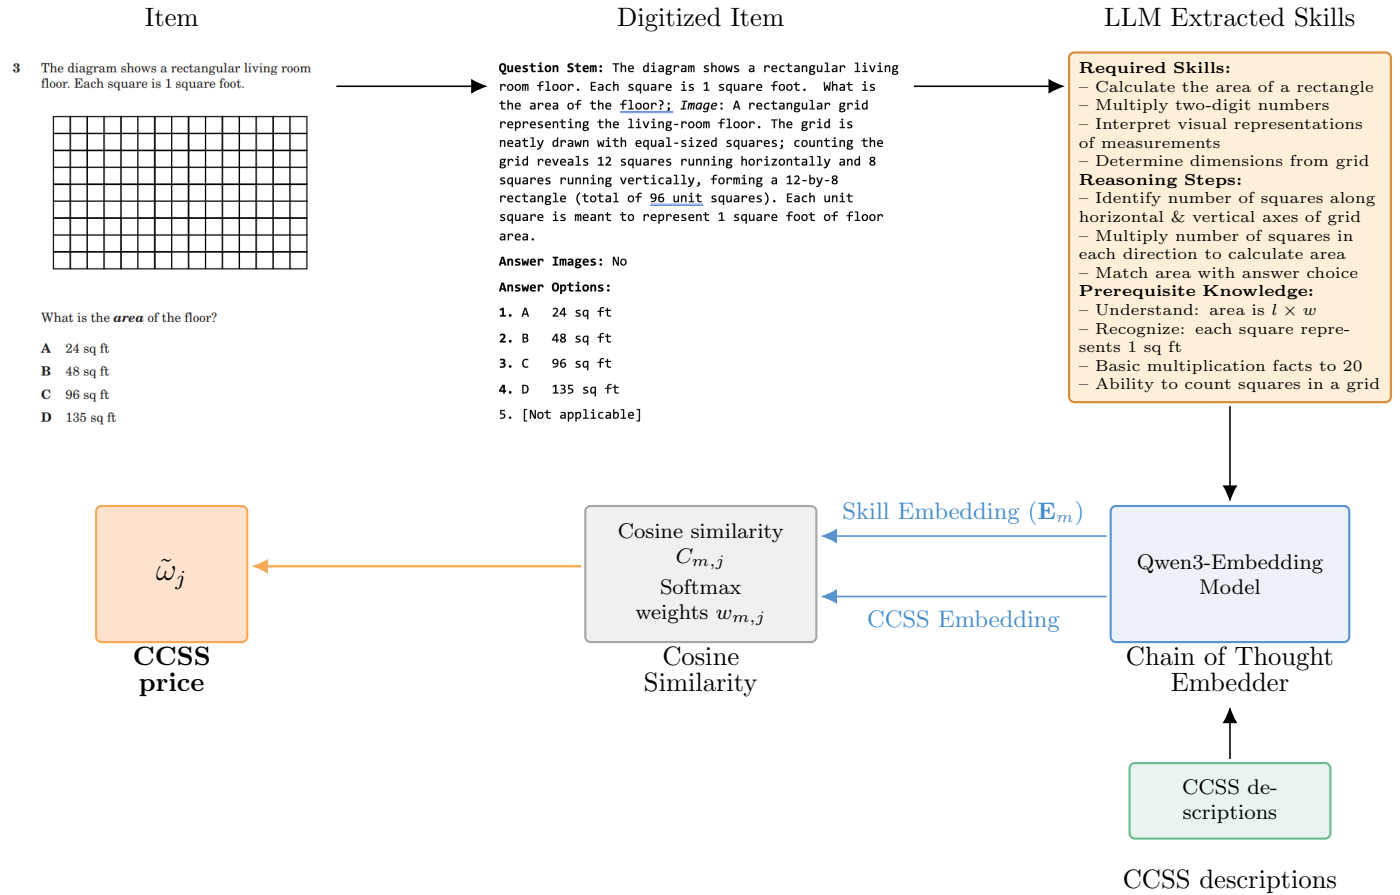 Item
3 The diagram shows a rectangular living room
floor. Each square is 1 square foot.
What is the area of the floor?
A 24 sq ft
B 48 sq ft
C 96 sq ft
D 135 sq ft
Digitized Item
Question Stem: The diagram shows a rectangular living
room floor. Each square is 1 square foot. What is
the area of the floor?; Image: A rectangular grid
representing the living-room floor. The grid is
neatly drawn with equal-sized squares; counting the
grid reveals 12 squares running horizontally and 8
squares running vertically, forming a 12-by-8
rectangle (total of 96 unit squares). Each unit
square is meant to represent 1 square foot of floor
area.
Answer Images: No
Answer Options:
1. A 24 sq ft
2. B 48 sq ft
3. C 96 sq ft
4. D 135 sq ft
5. [Not applicable]
LLM Extracted Skills
Required Skills:
– Calculate the area of a rectangle
– Multiply two-digit numbers
– Interpret visual representations
of measurements
– Determine dimensions from grid
Reasoning Steps:
– Identify number of squares along
horizontal & vertical axes of grid
– Multiply number of squares in
each direction to calculate area
– Match area with answer choice
Prerequisite Knowledge:
– Understand: area is l × w
– Recognize: each square repre-
sents 1 sq ft
– Basic multiplication facts to 20
– Ability to count squares in a grid
Qwen3-Embedding
Model
Chain of Thought
Embedder
Skill Embedding (E_m)
CCSS Embedding
Cosine similarity
C_{m,j}
Softmax
weights w_{m,j}
Cosine
Similarity
ω̃_j
CCSS
price
CCSS de-
scriptions
CCSS descriptions